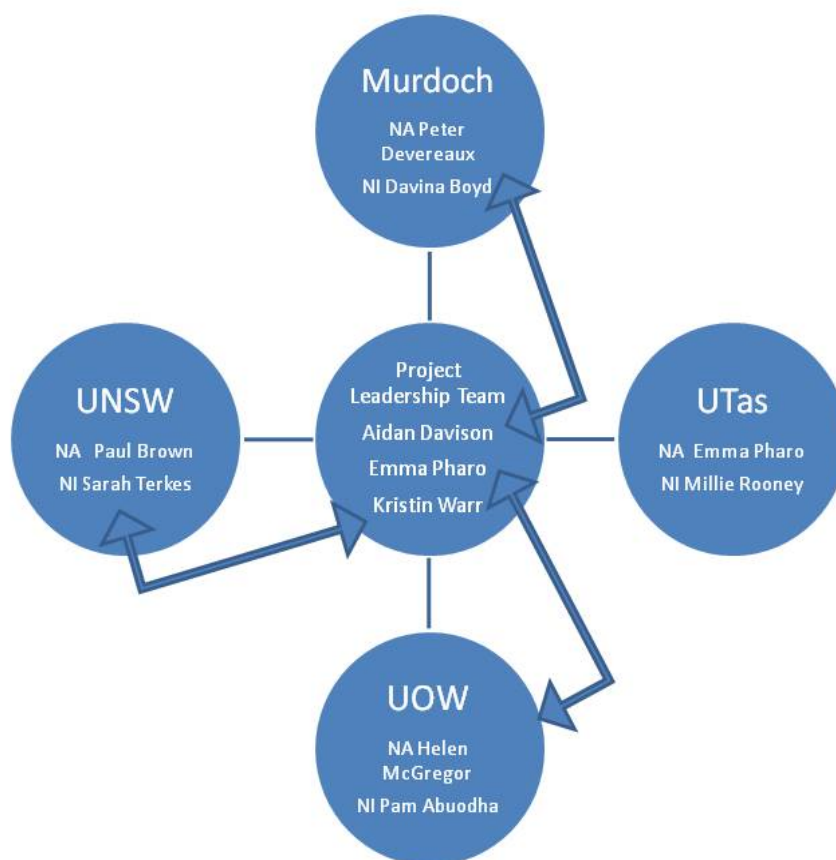 Murdoch
NA Peter
Devereaux
NI Davina Boyd
UNSW
NA Paul Brown
NI Sarah Terkes
Project
Leadership Team
Aidan Davison
Emma Pharo
Kristin Warr
UTas
NA Emma Pharo
NI Millie Rooney
UOW
NA Helen
McGregor
NI Pam Abuodha